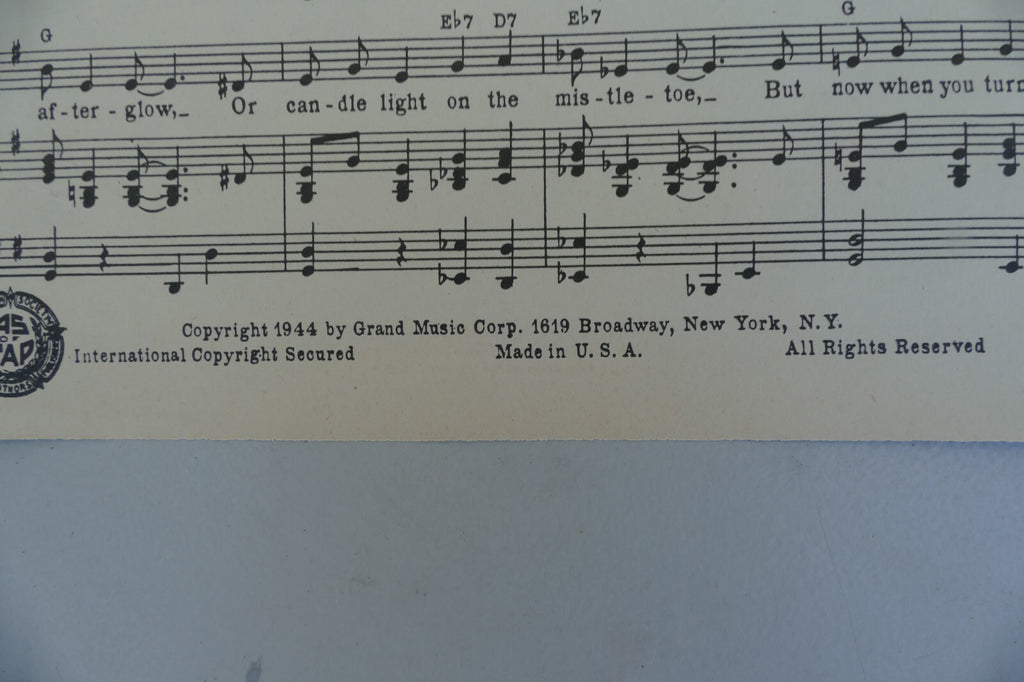 G Eb7 D7 Eb7 G
af-ter-glow,_ Or can-dle light on the mis-tle-toe,_ But now when you turn
Copyright 1944 by Grand Music Corp. 1619 Broadway, New York, N.Y.
International Copyright Secured Made in U. S. A. All Rights Reserved